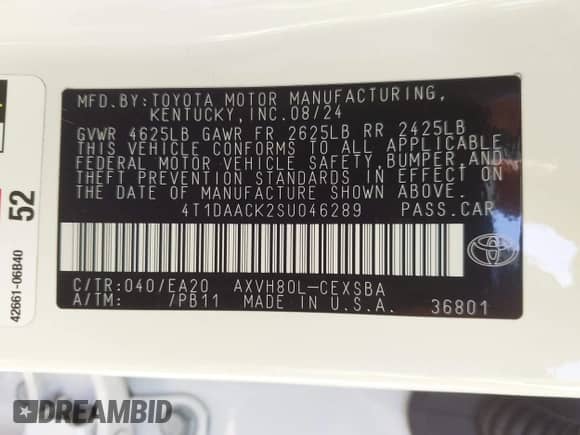 MFD.BY:TOYOTA MOTOR MANUFACTURING,
KENTUCKY,INC.08/24
GVWR 4625LB GAWR FR 2625LB RR 2425LB
THIS VEHICLE CONFORMS TO ALL APPLICABLE
FEDERAL MOTOR VEHICLE SAFETY,BUMPER,AND
THEFT PREVENTION STANDARDS IN EFFECT ON
THE DATE OF MANUFACTURE SHOWN ABOVE.
4T1DAACK2SU046289 PASS.CAR
C/TR:040/EA20 AXVH80L-CEXSBA
A/TM: /PB11 MADE IN U.S.A. 36801
52
42661-06B40
DREAMBID